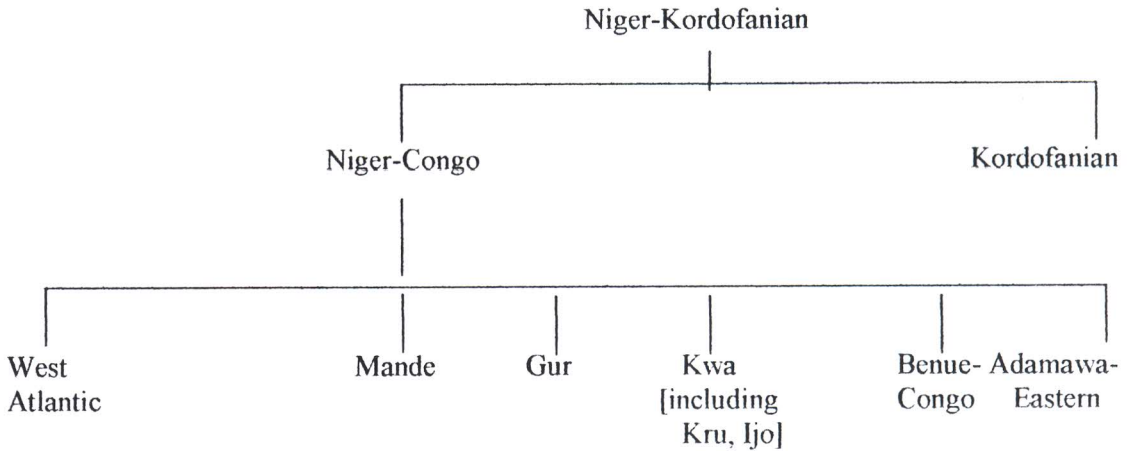 Niger-Kordofanian
Niger-Congo
Kordofanian
West
Atlantic
Mande
Gur
Kwa
[including
Kru, Ijo]
Benue-
Congo
Adamawa-
Eastern